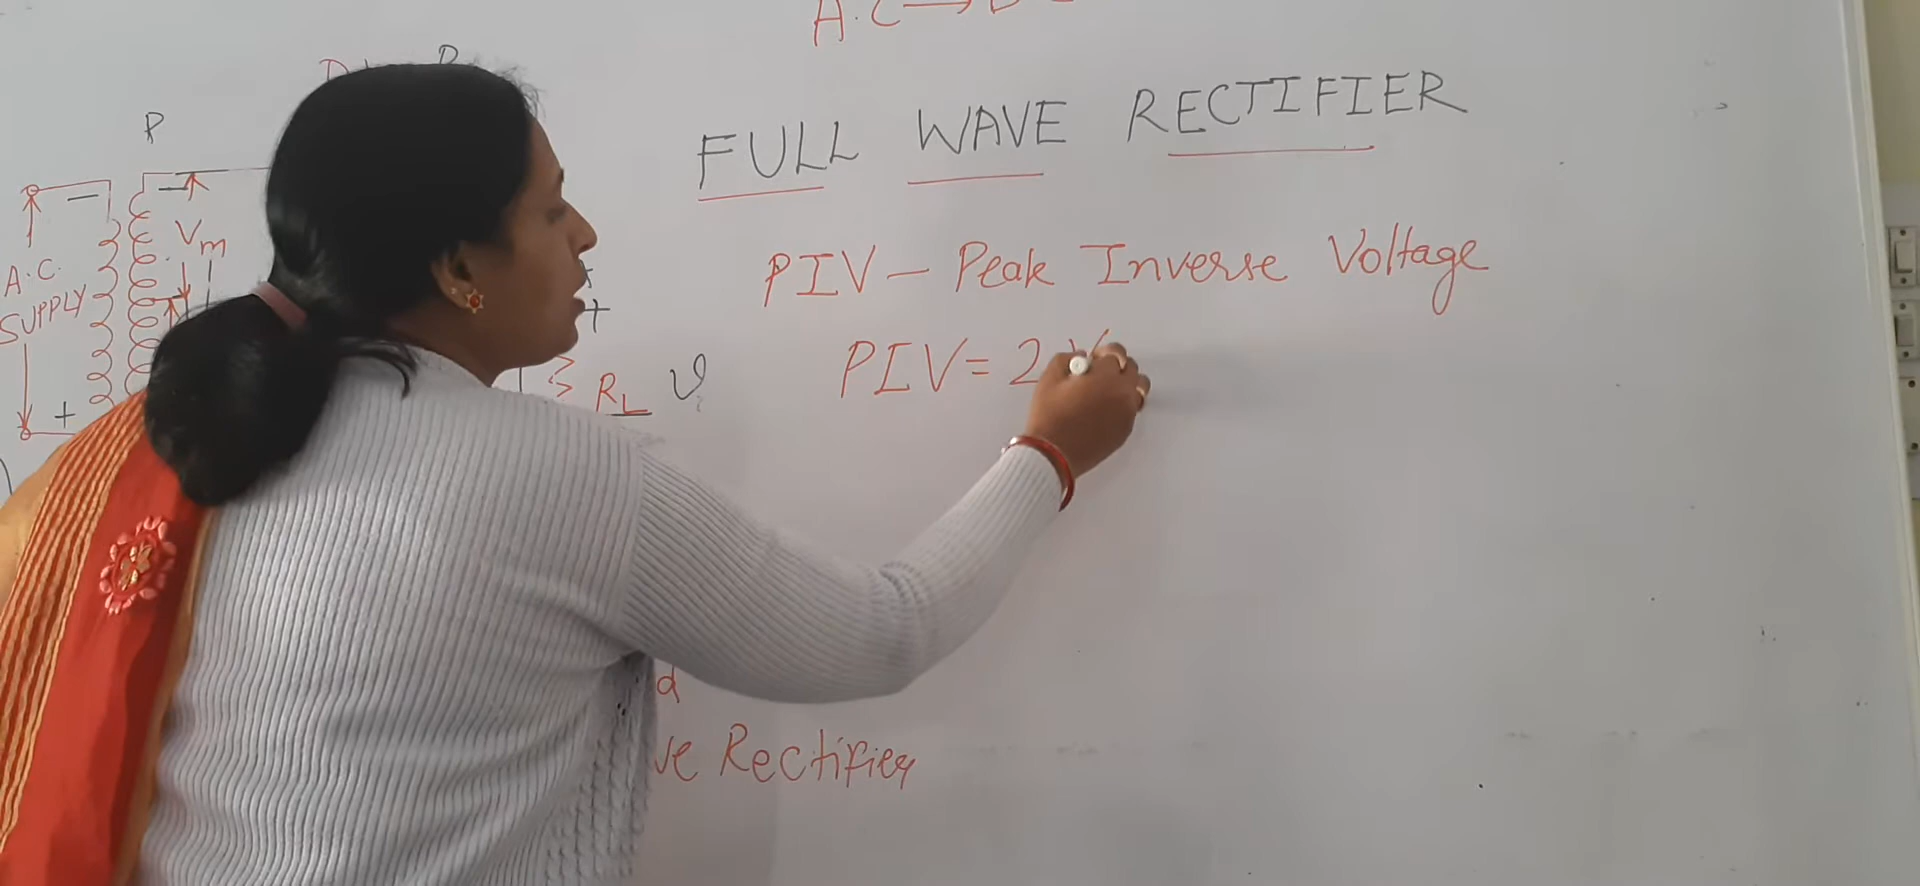 A.C →
FULL WAVE RECTIFIER
P
PIV – Peak Inverse Voltage
Vm
A.C.
SUPPLY
+
PIV = 2 V
RL
+
ve Rectifier